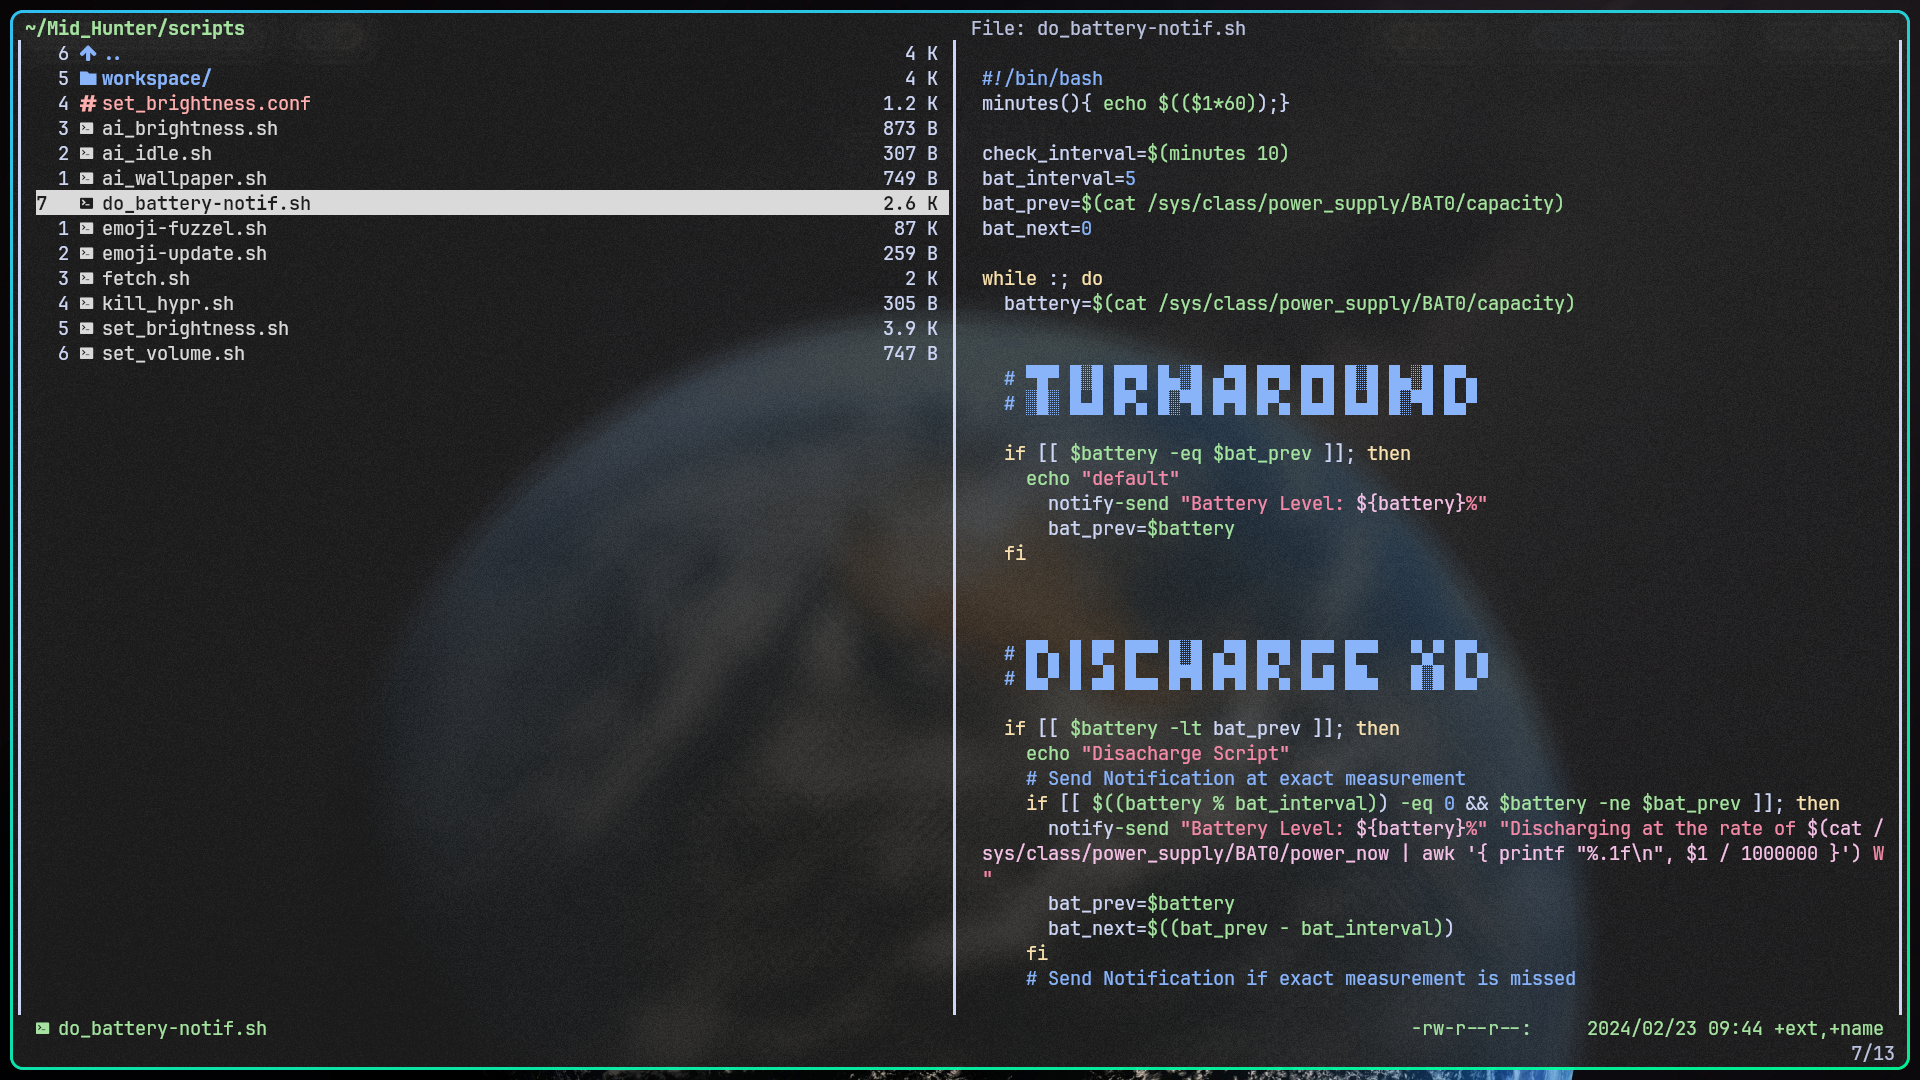 ~/Mid_Hunter/scripts
6 .. 4 K
5 workspace/ 4 K
4 # set_brightness.conf 1.2 K
3 ai_brightness.sh 873 B
2 ai_idle.sh 307 B
1 ai_wallpaper.sh 749 B
7 do_battery-notif.sh 2.6 K
1 emoji-fuzzel.sh 87 K
2 emoji-update.sh 259 B
3 fetch.sh 2 K
4 kill_hypr.sh 305 B
5 set_brightness.sh 3.9 K
6 set_volume.sh 747 B
File: do_battery-notif.sh
#!/bin/bash
minutes(){ echo $(($1*60));}
check_interval=$(minutes 10)
bat_interval=5
bat_prev=$(cat /sys/class/power_supply/BAT0/capacity)
bat_next=0
while :; do
battery=$(cat /sys/class/power_supply/BAT0/capacity)
# TURNAROUND
#
if [[ $battery -eq $bat_prev ]]; then
echo "default"
notify-send "Battery Level: ${battery}%"
bat_prev=$battery
fi
# DISCHARGE XD
#
if [[ $battery -lt bat_prev ]]; then
echo "Disacharge Script"
# Send Notification at exact measurement
if [[ $((battery % bat_interval)) -eq 0 && $battery -ne $bat_prev ]]; then
notify-send "Battery Level: ${battery}%" "Discharging at the rate of $(cat /
sys/class/power_supply/BAT0/power_now | awk '{ printf "%.1f\n", $1 / 1000000 }') W
"
bat_prev=$battery
bat_next=$((bat_prev - bat_interval))
fi
# Send Notification if exact measurement is missed
do_battery-notif.sh
-rw-r--r--: 2024/02/23 09:44 +ext,+name
7/13